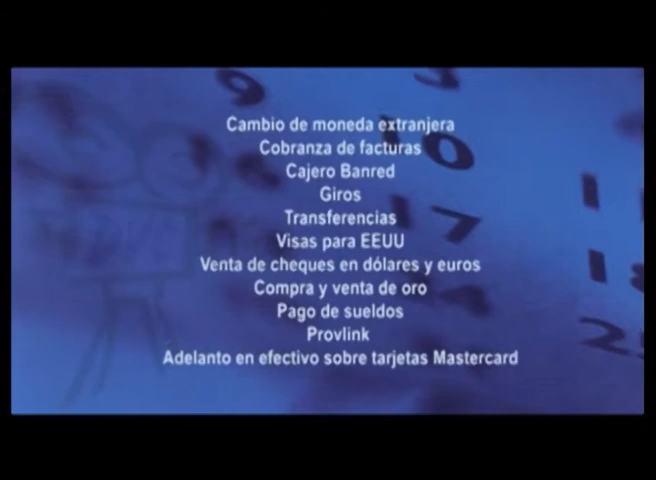 Cambio de moneda extranjera
Cobranza de facturas
Cajero Banred
Giros
Transferencias
Visas para EEUU
Venta de cheques en dólares y euros
Compra y venta de oro
Pago de sueldos
Provlink
Adelanto en efectivo sobre tarjetas Mastercard